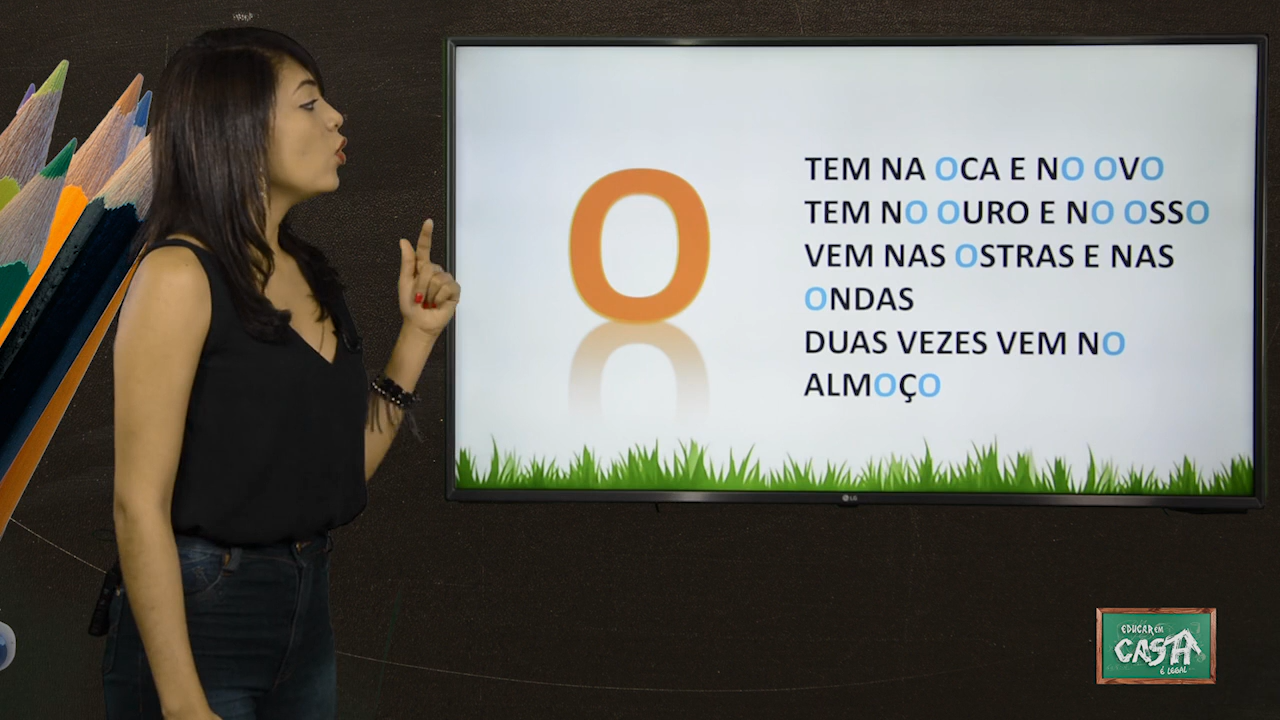 O
TEM NA OCA E NO OVO
TEM NO OURO E NO OSSO
VEM NAS OSTRAS E NAS
ONDAS
DUAS VEZES VEM NO
ALMOÇO
LG
EDUCAR EM
CASA
É LEGAL